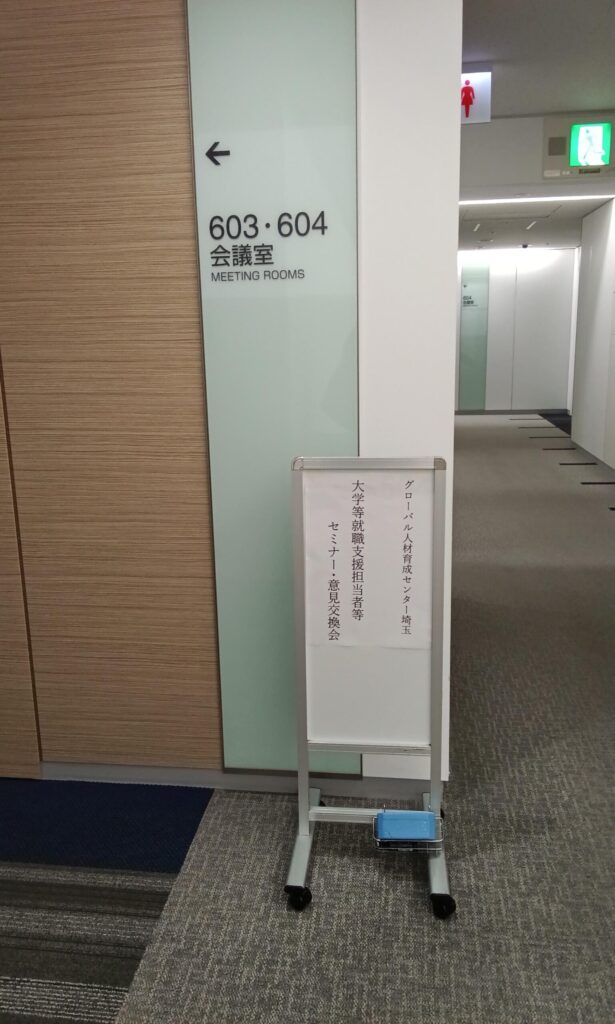 ←
603・604
会議室
MEETING ROOMS
グローバル人材育成センター埼玉
大学等就職支援担当者等
セミナー・意見交換会